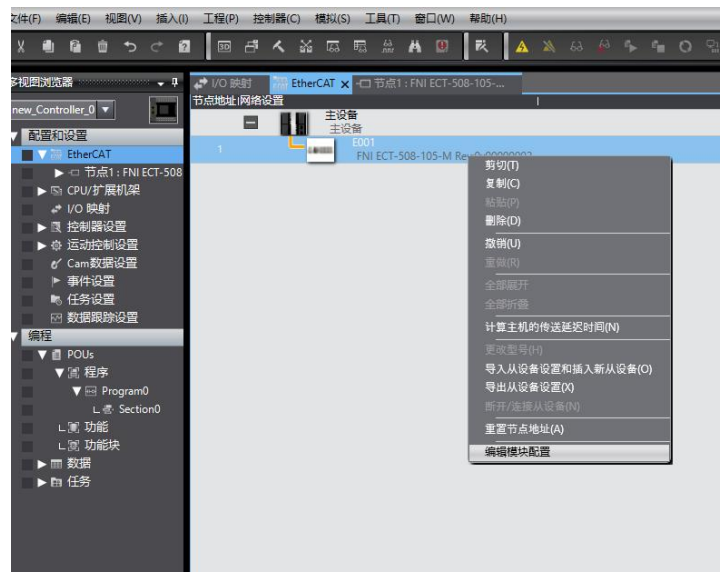 文件(F) 编辑(E) 视图(V) 插入(I) 工程(P) 控制器(C) 模拟(S) 工具(T) 窗口(W) 帮助(H)
多视图浏览器
I/O 映射 EtherCAT 节点1 : FNI ECT-508-105-...
new_Controller_0
节点地址|网络设置
主设备
主设备
配置和设置
EtherCAT
节点1 : FNI ECT-508
CPU/扩展机架
I/O 映射
控制器设置
运动控制设置
Cam数据设置
事件设置
任务设置
数据跟踪设置
编程
POUs
程序
Program0
Section0
功能
功能块
数据
任务
1
E001
FNI ECT-508-105-M
剪切(T)
复制(C)
粘贴(P)
删除(D)
撤销(U)
重做(R)
全部展开
全部折叠
计算主机的传送延迟时间(N)
更改型号(H)
导入从设备设置和插入新从设备(O)
导出从设备设置(X)
断开/连接从设备(N)
重置节点地址(A)
编辑模块配置